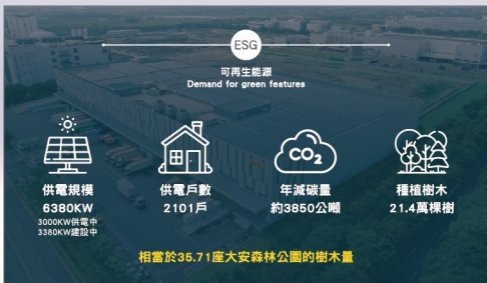 ESG
可再生能源
Demand for green features
供電規模
6380KW
3000KW供電中
3380KW建設中
供電戶數
2101戶
CO2
年減碳量
約3850公噸
種植樹木
21.4萬棵樹
相當於35.71座大安森林公園的樹木量